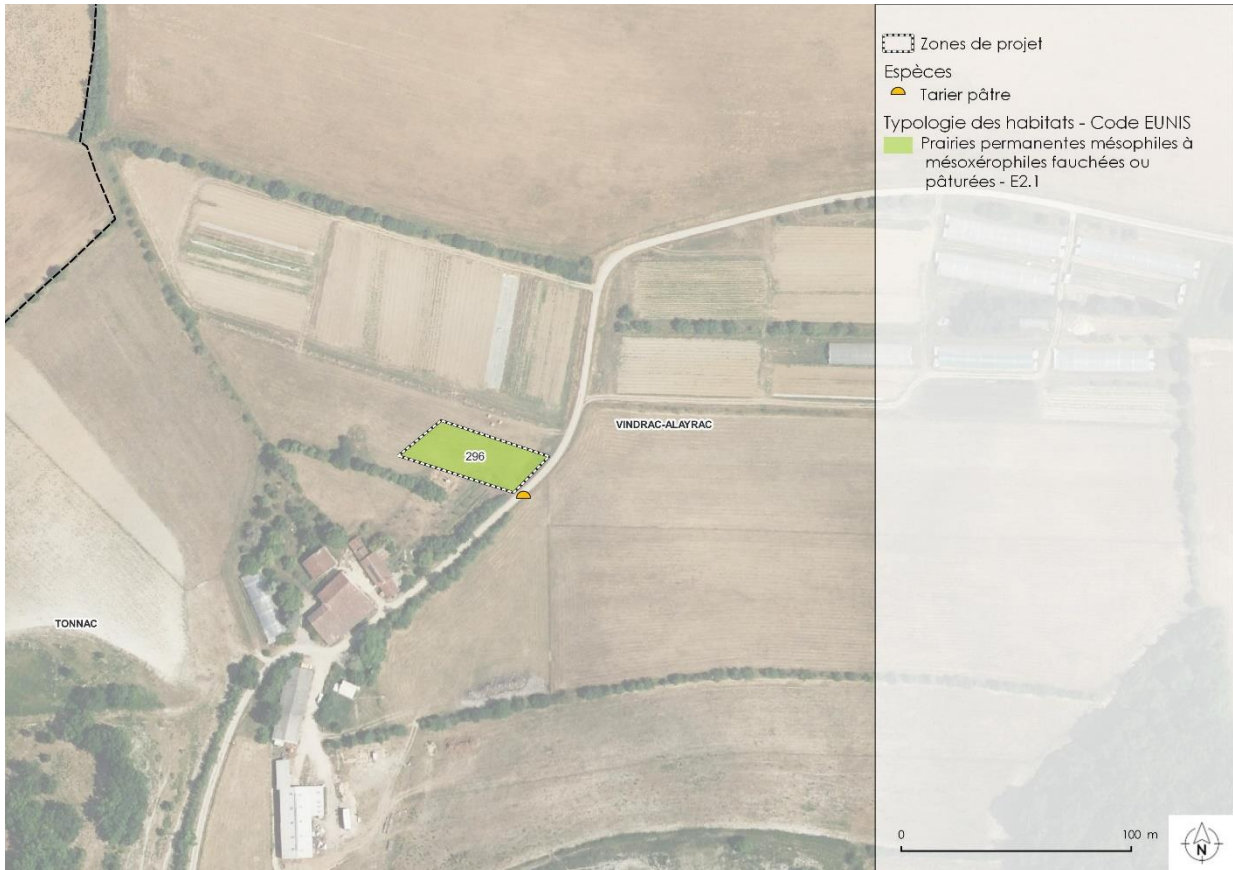 Zones de projet
Espèces
Tarier pâtre
Typologie des habitats - Code EUNIS
Prairies permanentes mésophiles à
mésoxérophiles fauchées ou
pâturées - E2.1
VINDRAC-ALAYRAC
296
TONNAC
0 100 m
N